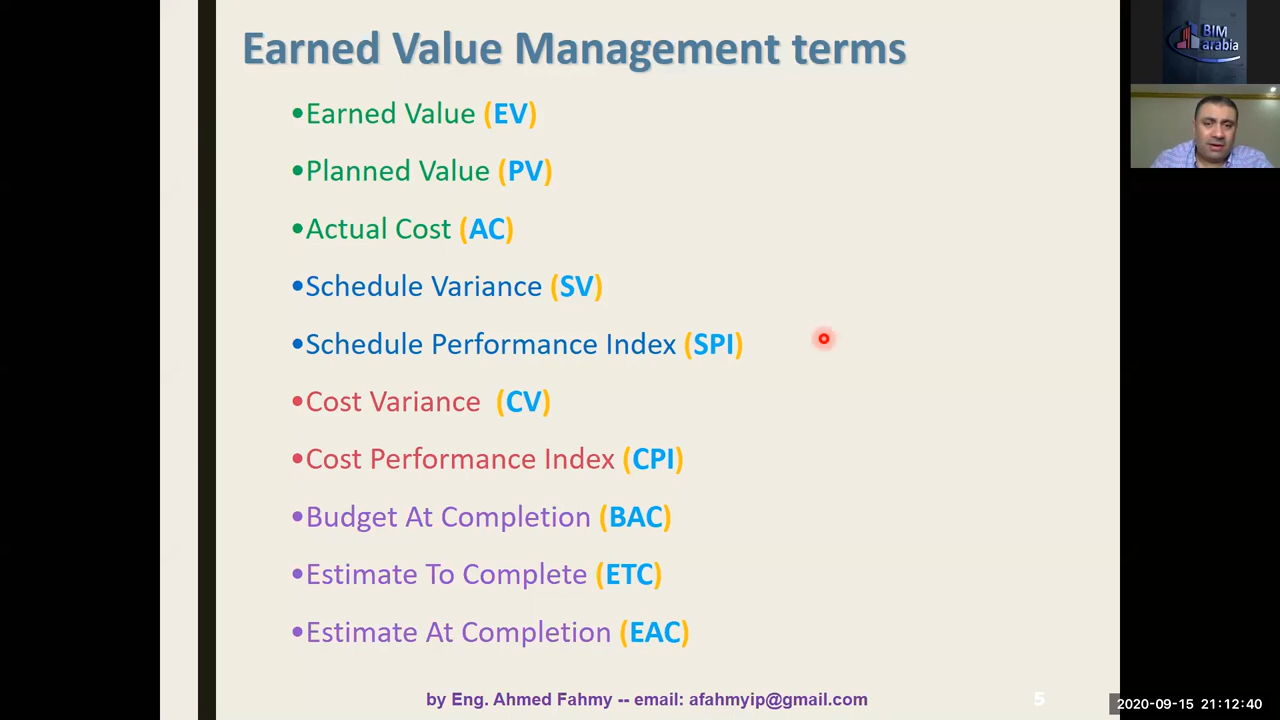 Earned Value Management terms
•Earned Value (EV)
•Planned Value (PV)
•Actual Cost (AC)
•Schedule Variance (SV)
•Schedule Performance Index (SPI)
•Cost Variance (CV)
•Cost Performance Index (CPI)
•Budget At Completion (BAC)
•Estimate To Complete (ETC)
•Estimate At Completion (EAC)
by Eng. Ahmed Fahmy -- email: afahmyip@gmail.com
5
BIM
arabia
2020-09-15 21:12:40